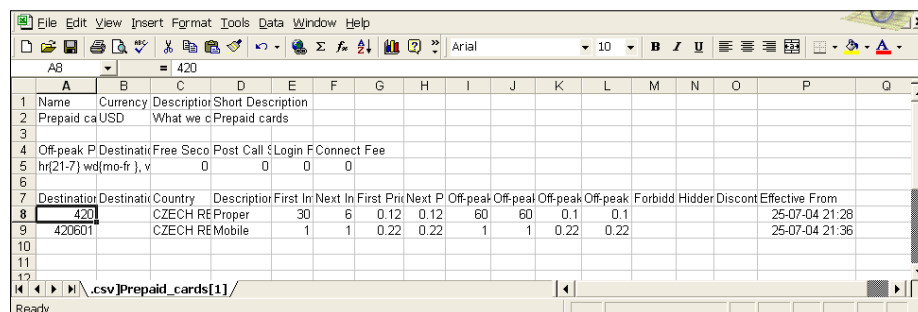 File Edit View Insert Format Tools Data Window Help
Arial 10 B I U
A8 = 420
A B C D E F G H I J K L M N O P Q
1 Name Currency Description Short Description
2 Prepaid ca USD What we c Prepaid cards
3
4 Off-peak P Destinatio Free Seco Post Call S Login F Connect Fee
5 hr{21-7} wd{mo-fr }, v 0 0 0 0
6
7 Destination Destinatio Country Description First In Next In First Pric Next P Off-peak Off-peak Off-peak Off-peak Forbidd Hidden Discont Effective From
8 420 CZECH RE Proper 30 6 0.12 0.12 60 60 0.1 0.1 25-07-04 21:28
9 420601 CZECH RE Mobile 1 1 0.22 0.22 1 1 0.22 0.22 25-07-04 21:36
10
11
12
.csv]Prepaid_cards[1]
Ready